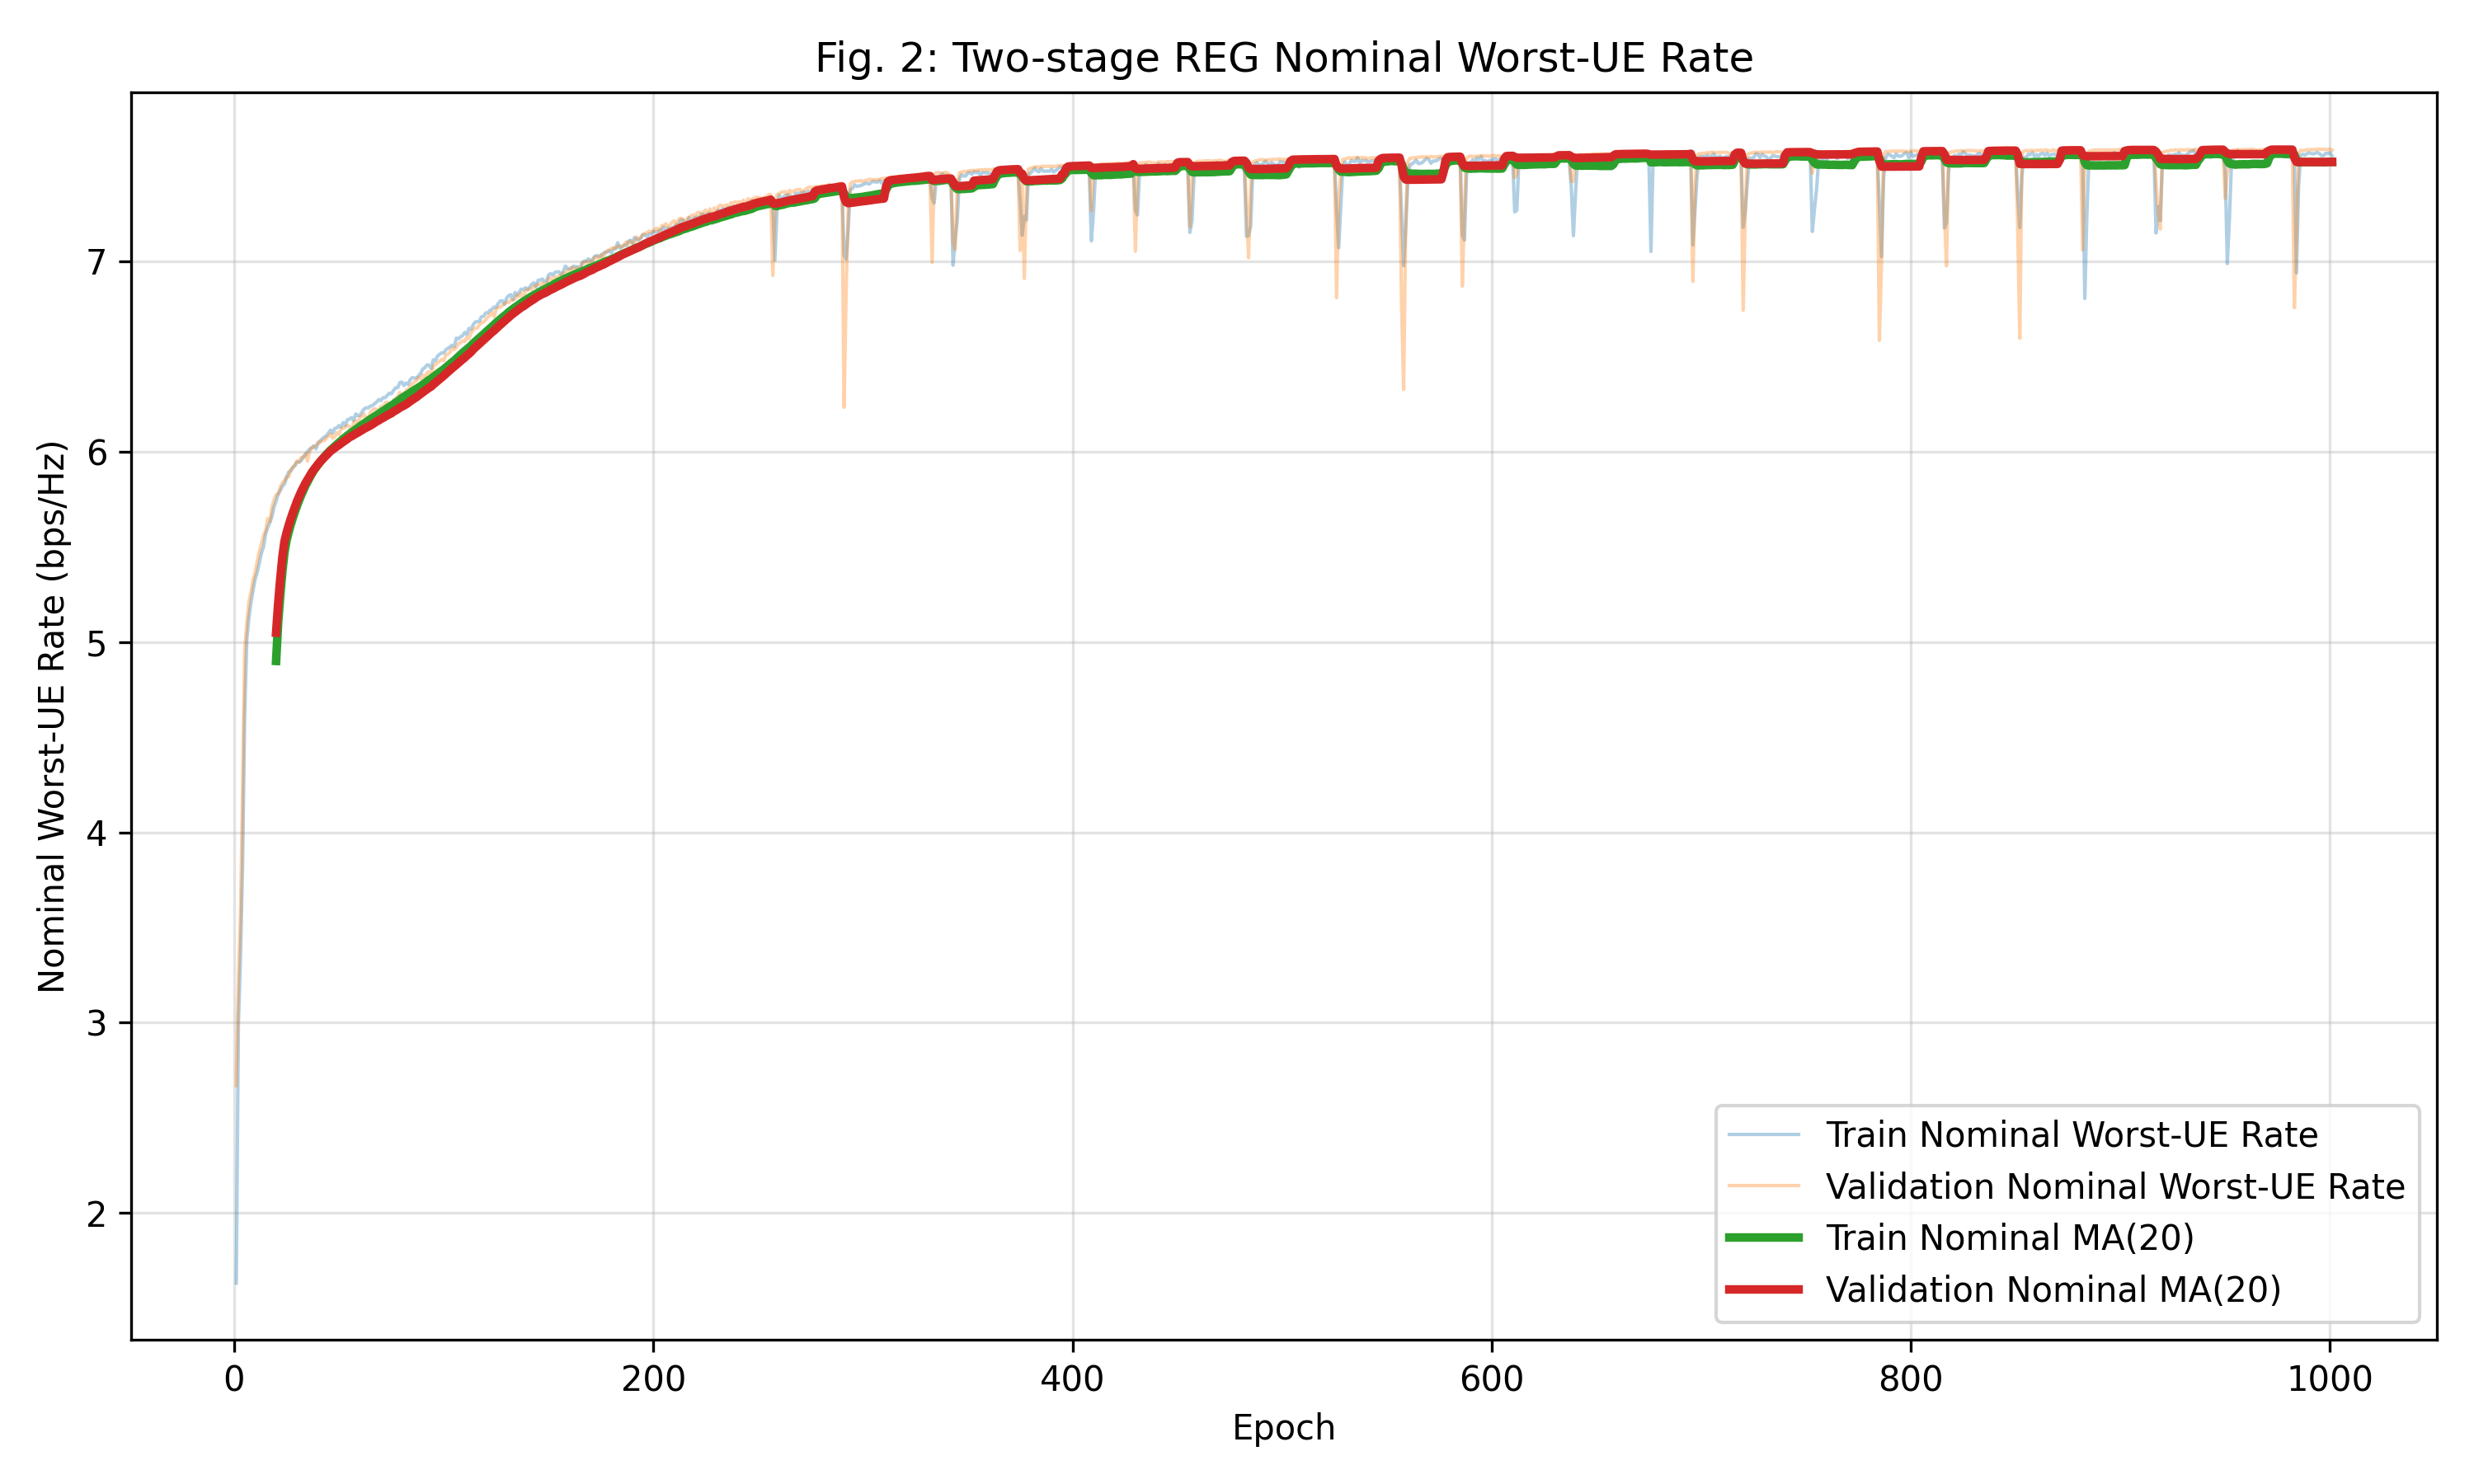 Fig. 2: Two-stage REG Nominal Worst-UE Rate
Nominal Worst-UE Rate (bps/Hz)
7
6
5
4
3
2
0
200
400
600
800
1000
Epoch
Train Nominal Worst-UE Rate
Validation Nominal Worst-UE Rate
Train Nominal MA(20)
Validation Nominal MA(20)